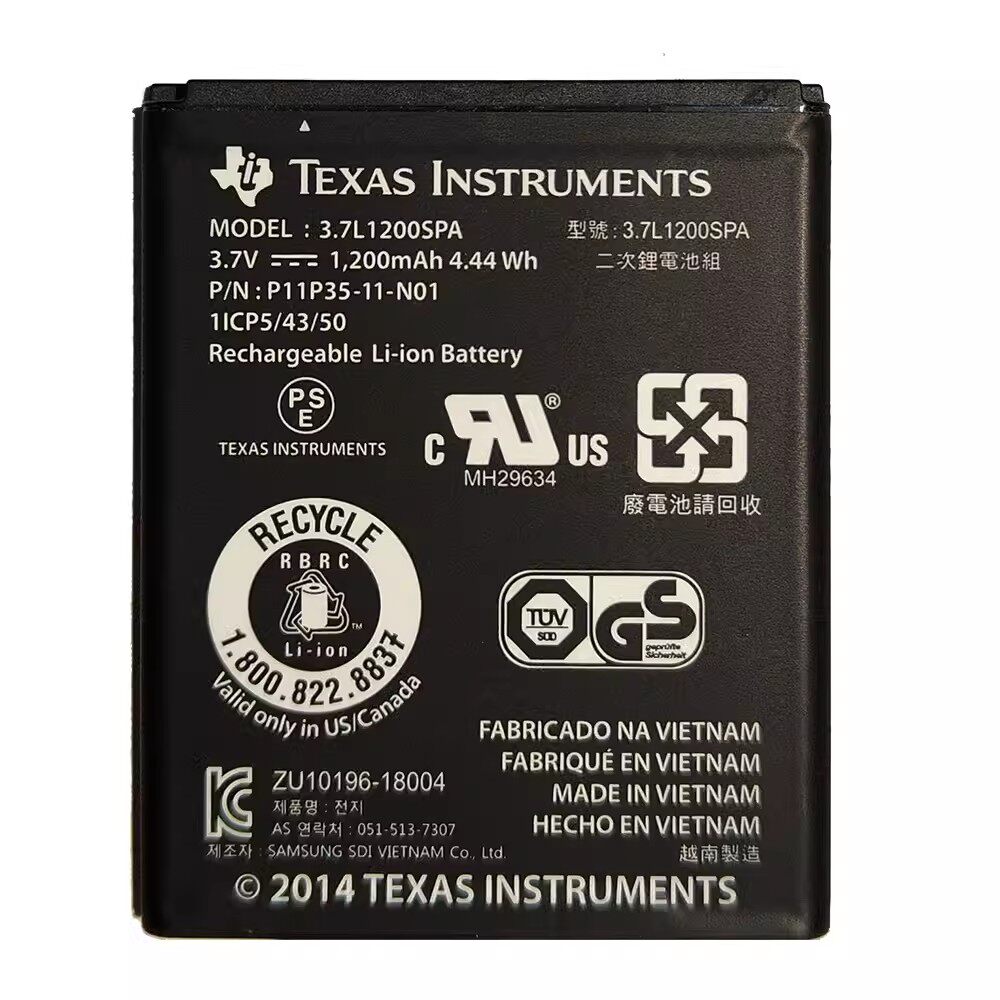 TEXAS INSTRUMENTS
MODEL : 3.7L1200SPA
型號: 3.7L1200SPA
3.7V 1,200mAh 4.44 Wh
二次鋰電池組
P/N : P11P35-11-N01
1ICP5/43/50
Rechargeable Li-ion Battery
PS
E
TEXAS INSTRUMENTS
C RU® US
MH29634
廢電池請回收
RECYCLE
RBRC
TM
Li-ion
1.800.822.8837
Valid only in US/Canada
TÜV
SÜD
GS
geprüfte
Sicherheit
FABRICADO NA VIETNAM
FABRIQUÉ EN VIETNAM
MADE IN VIETNAM
HECHO EN VIETNAM
越南製造
ZU10196-18004
제품명 : 전지
AS 연락처 : 051-513-7307
제조자 : SAMSUNG SDI VIETNAM Co., Ltd.
© 2014 TEXAS INSTRUMENTS